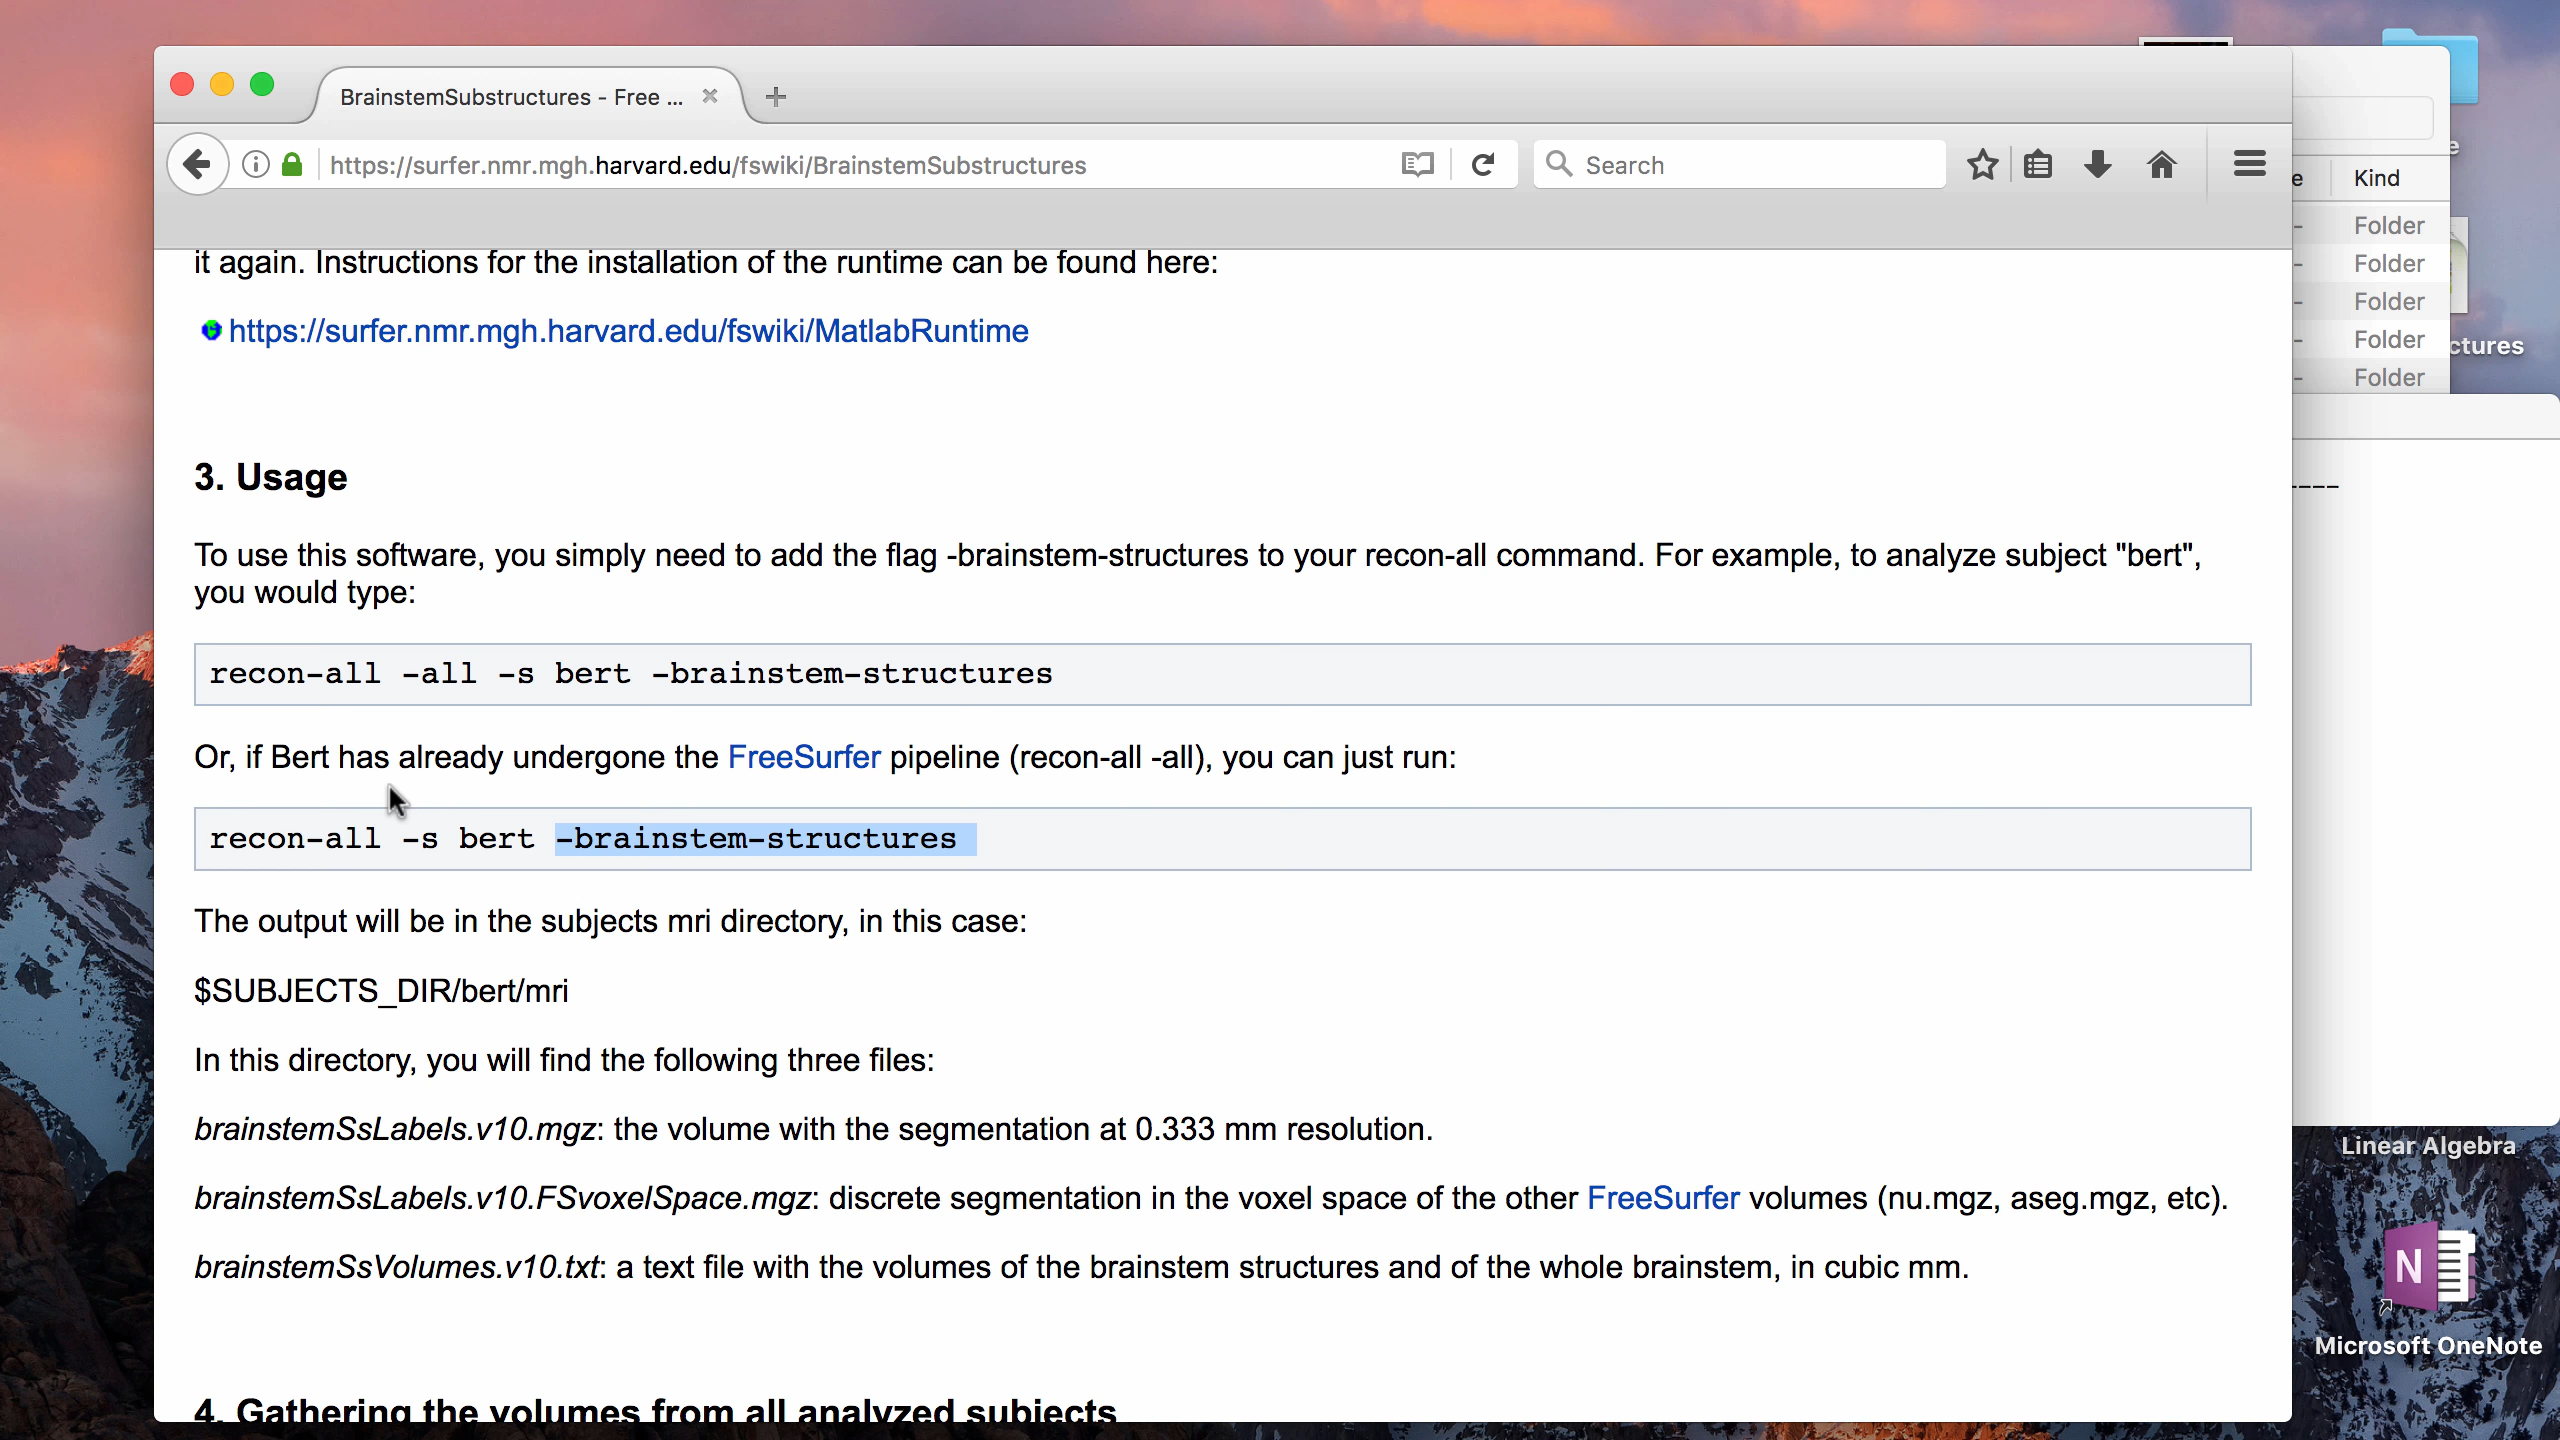 BrainstemSubstructures - Free ...
https://surfer.nmr.mgh.harvard.edu/fswiki/BrainstemSubstructures
Search
e
Kind
- Folder
- Folder
- Folder
- Folder
- Folder
e
ctures
----
it again. Instructions for the installation of the runtime can be found here:
https://surfer.nmr.mgh.harvard.edu/fswiki/MatlabRuntime
3. Usage
To use this software, you simply need to add the flag -brainstem-structures to your recon-all command. For example, to analyze subject "bert",
you would type:
recon-all -all -s bert -brainstem-structures
Or, if Bert has already undergone the FreeSurfer pipeline (recon-all -all), you can just run:
recon-all -s bert -brainstem-structures
The output will be in the subjects mri directory, in this case:
$SUBJECTS_DIR/bert/mri
In this directory, you will find the following three files:
brainstemSsLabels.v10.mgz: the volume with the segmentation at 0.333 mm resolution.
brainstemSsLabels.v10.FSvoxelSpace.mgz: discrete segmentation in the voxel space of the other FreeSurfer volumes (nu.mgz, aseg.mgz, etc).
brainstemSsVolumes.v10.txt: a text file with the volumes of the brainstem structures and of the whole brainstem, in cubic mm.
4. Gathering the volumes from all analyzed subjects
Linear Algebra
N
Microsoft OneNote